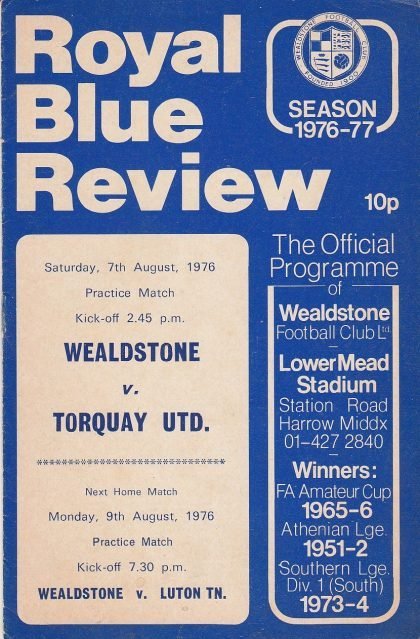 Royal
Blue
Review
WEALDSTONE FOOTBALL CLUB
SEASON
1976-77
10p
Saturday, 7th August, 1976
Practice Match
Kick-off 2.45 p.m.
WEALDSTONE
v.
TORQUAY UTD.
******************************
Next Home Match
Monday, 9th August, 1976
Practice Match
Kick-off 7.30 p.m.
WEALDSTONE v. LUTON TN.
The Official
Programme
of
Wealdstone
Football Club Ltd.
Lower Mead
Stadium
Station Road
Harrow Middx
01-427 2840
Winners:
FA Amateur Cup
1965-6
Athenian Lge.
1951-2
Southern Lge.
Div. 1 (South)
1973-4